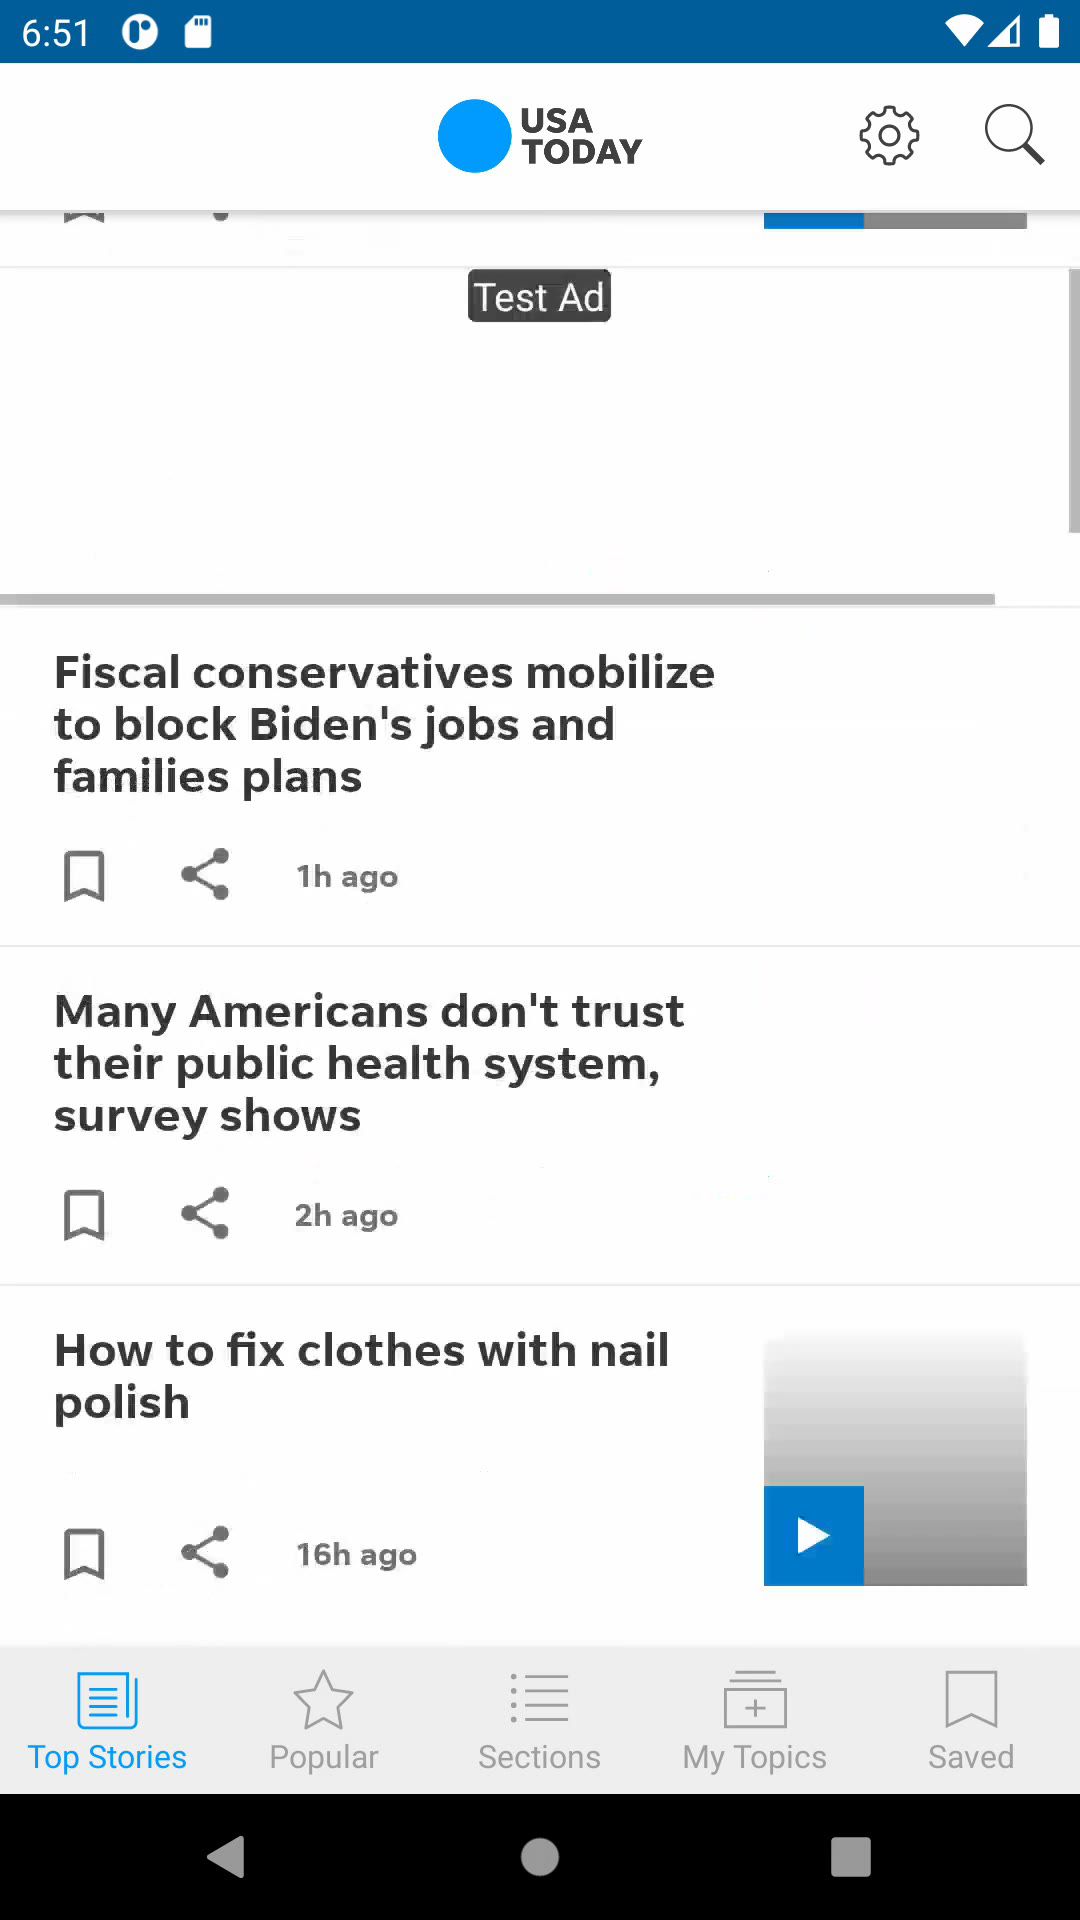 6:51
USA
TODAY
Test Ad
Fiscal conservatives mobilize
to block Biden's jobs and
families plans
1h ago
Many Americans don't trust
their public health system,
survey shows
2h ago
How to fix clothes with nail
polish
16h ago
Top Stories
Popular
Sections
My Topics
Saved